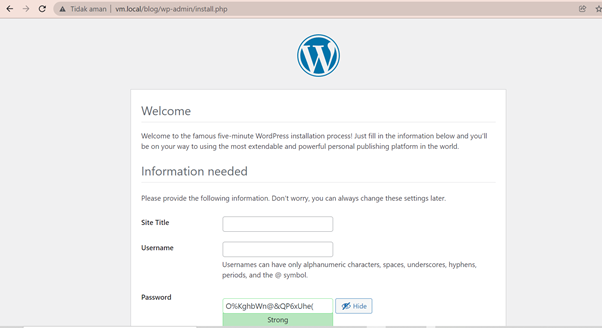 Tidak aman | vm.local/blog/wp-admin/install.php
Welcome
Welcome to the famous five-minute WordPress installation process! Just fill in the information below and you'll
be on your way to using the most extendable and powerful personal publishing platform in the world.
Information needed
Please provide the following information. Don't worry, you can always change these settings later.
Site Title
Username
Usernames can have only alphanumeric characters, spaces, underscores, hyphens,
periods, and the @ symbol.
Password
O%KghbWn@&QP6xUhe(
Hide
Strong